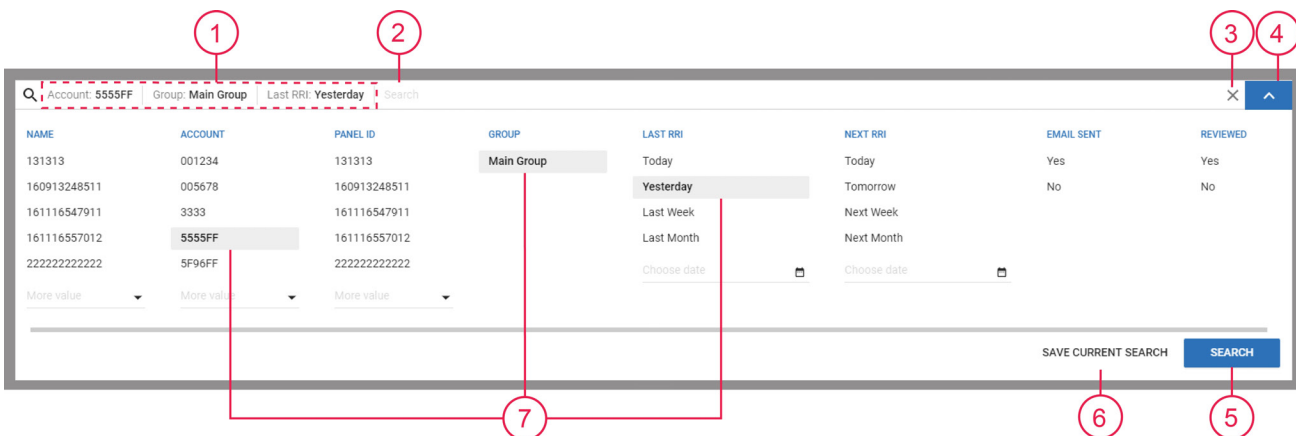 1 2 3 4
Account: 5555FF Group: Main Group Last RRI: Yesterday Search
NAME ACCOUNT PANEL ID GROUP LAST RRI NEXT RRI EMAIL SENT REVIEWED
131313 001234 131313 Main Group Today Today Yes Yes
160913248511 005678 160913248511 Yesterday Tomorrow No No
161116547911 3333 161116547911 Last Week Next Week
161116557012 5555FF 161116557012 Last Month Next Month
222222222222 5F96FF 222222222222 Choose date Choose date
More value More value More value
SAVE CURRENT SEARCH SEARCH
7 6 5